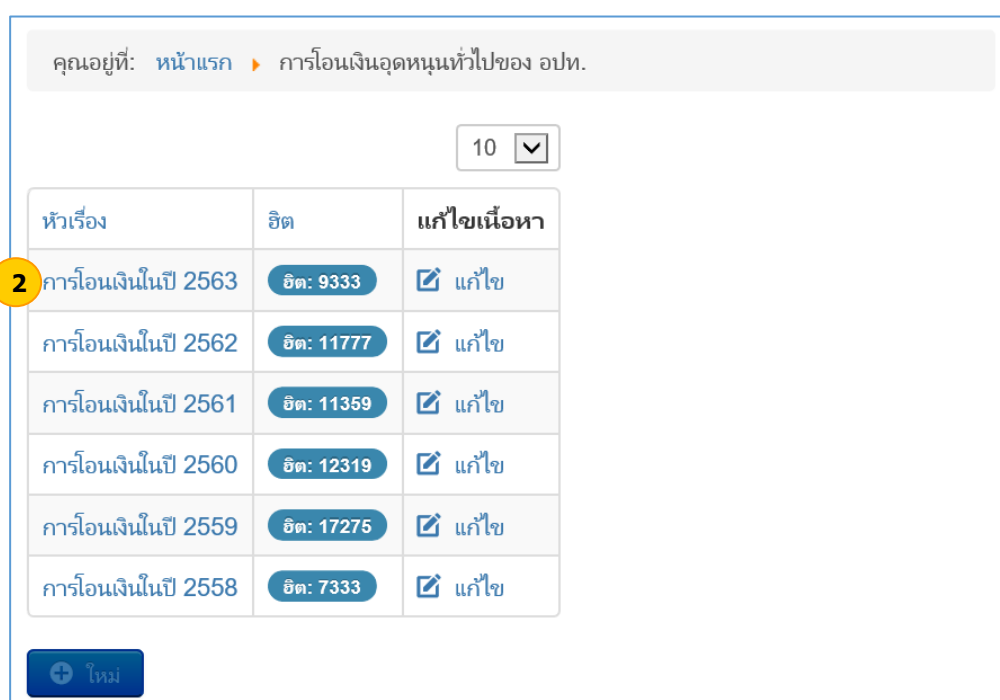 คุณอยู่ที่: หน้าแรก การโอนเงินอุดหนุนทั่วไปของ อปท.
10
หัวเรื่อง ฮิต แก้ไขเนื้อหา
2 การโอนเงินในปี 2563 ฮิต: 9333 แก้ไข
การโอนเงินในปี 2562 ฮิต: 11777 แก้ไข
การโอนเงินในปี 2561 ฮิต: 11359 แก้ไข
การโอนเงินในปี 2560 ฮิต: 12319 แก้ไข
การโอนเงินในปี 2559 ฮิต: 17275 แก้ไข
การโอนเงินในปี 2558 ฮิต: 7333 แก้ไข
ใหม่